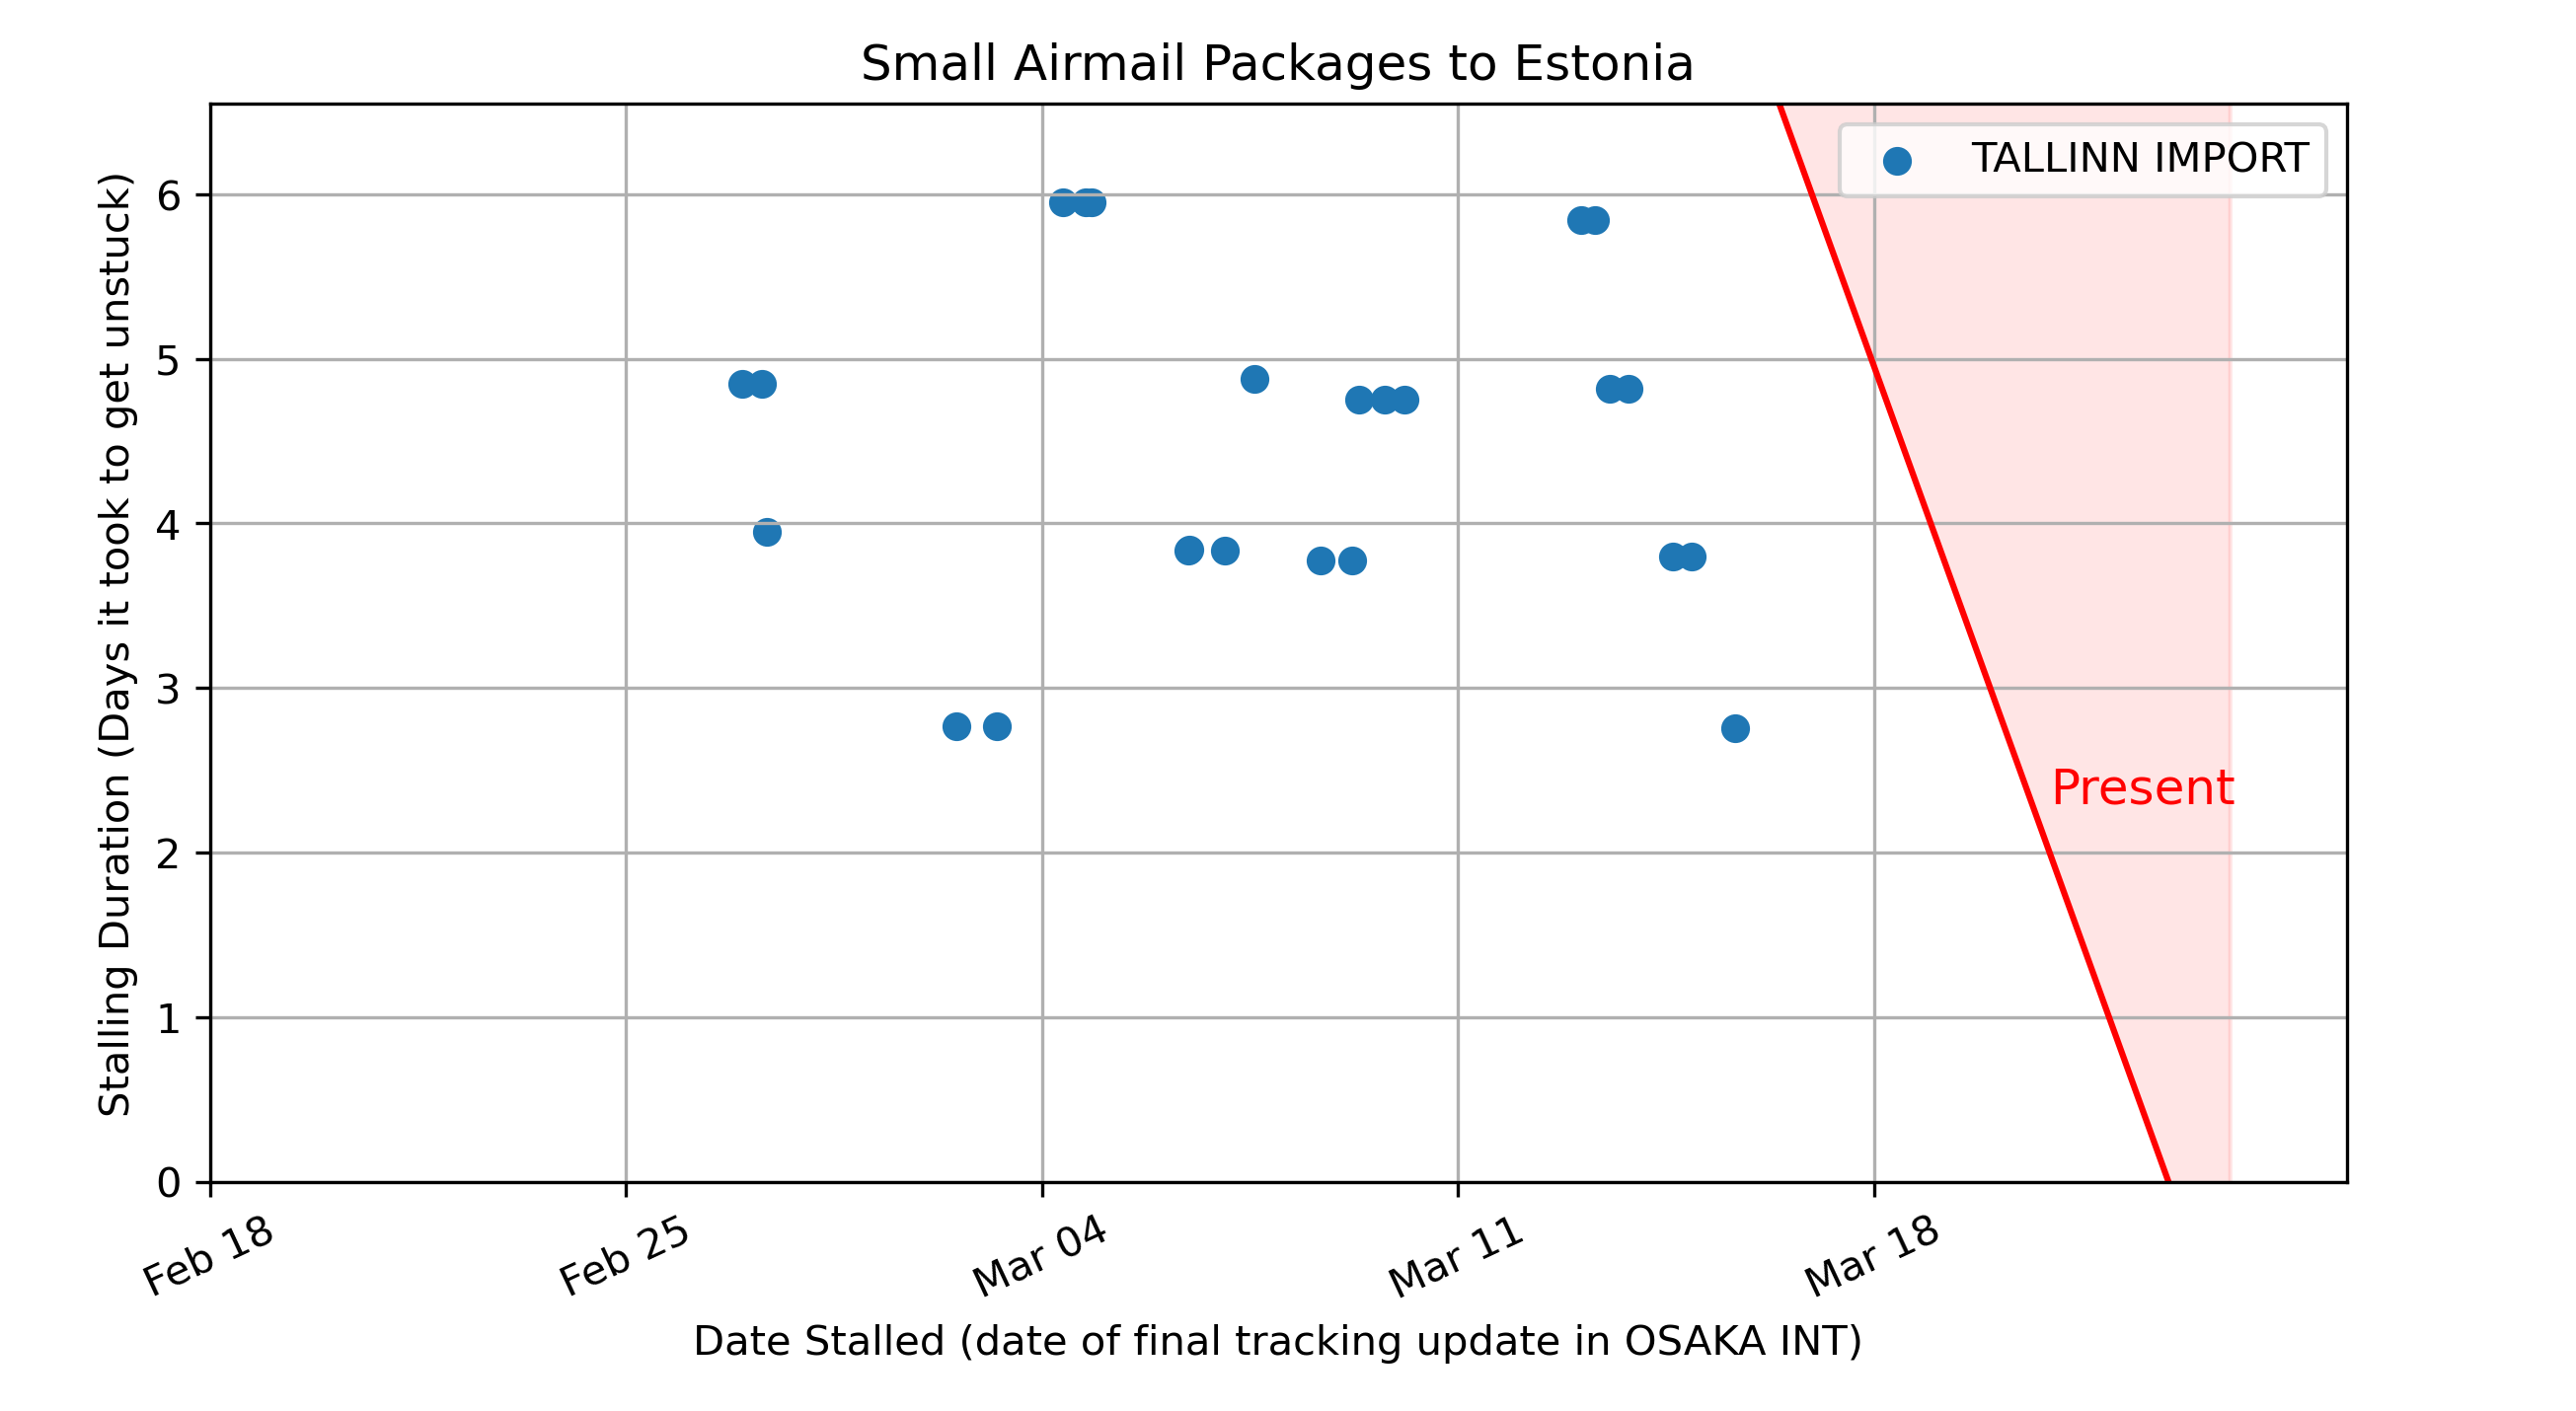 Small Airmail Packages to Estonia
TALLINN IMPORT
Stalling Duration (Days it took to get unstuck)
6
5
4
3
2
1
0
Present
Feb 18
Feb 25
Mar 04
Mar 11
Mar 18
Date Stalled (date of final tracking update in OSAKA INT)